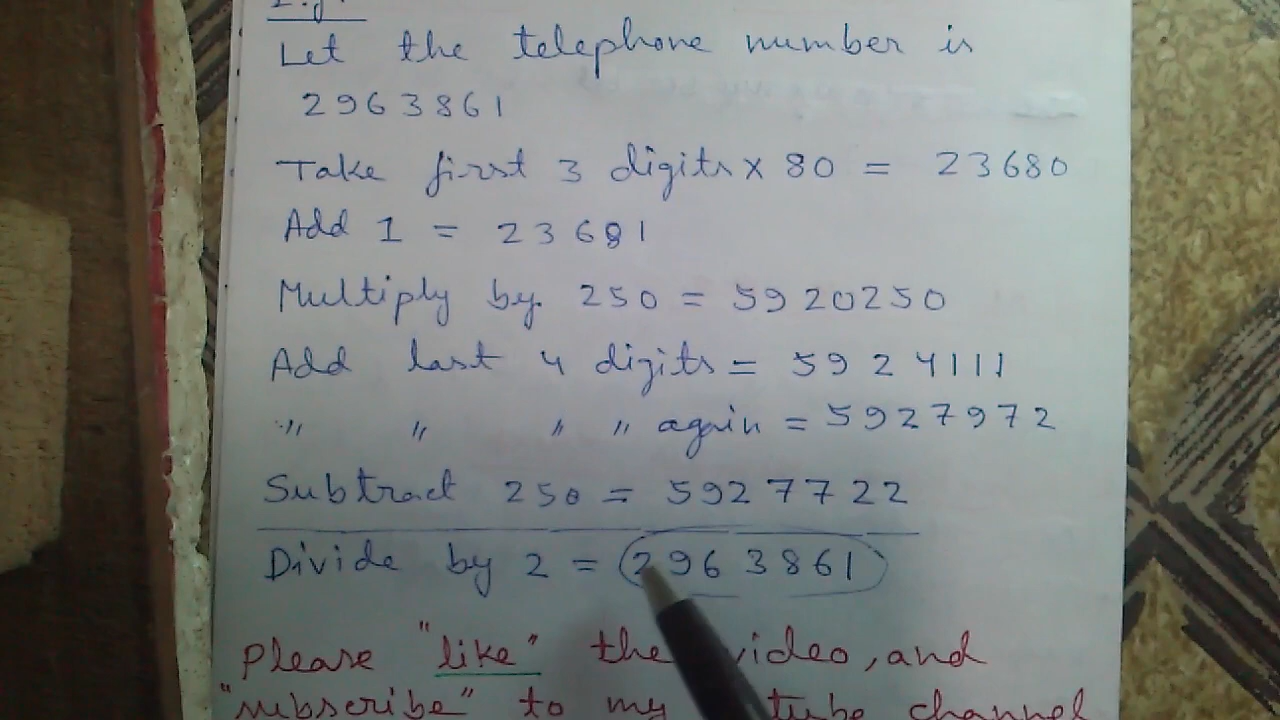 Let the telephone number is
2963861
Take first 3 digits x 80 = 23680
Add 1 = 23681
Multiply by. 250 = 5920250
Add last 4 digits = 5924111
" " " " again = 5927972
Subtract 250 = 5927722
Divide by 2 = 2963861
Please "like" the video, and
"subscribe" to my tube channel